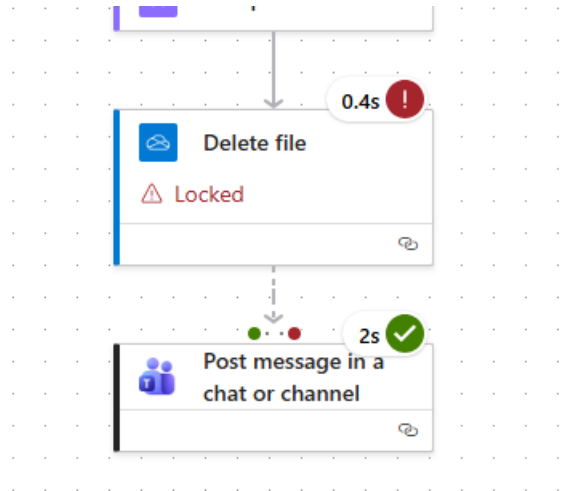 0.4s
Delete file
Locked
2s
Post message in a
chat or channel